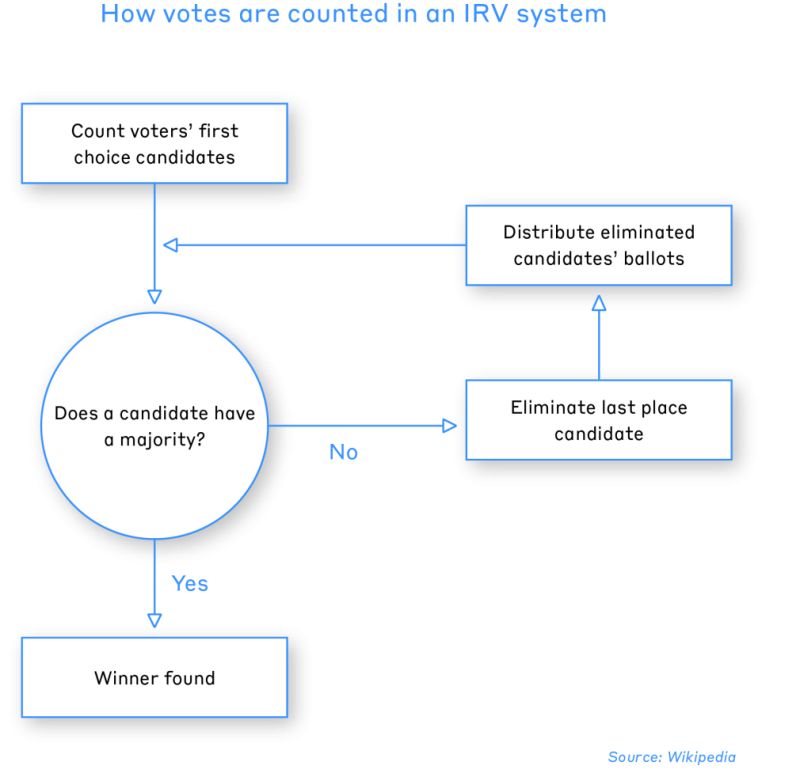 How votes are counted in an IRV system
Count voters’ first
choice candidates
Distribute eliminated
candidates’ ballots
Does a candidate have
a majority?
No
Eliminate last place
candidate
Yes
Winner found
Source: Wikipedia